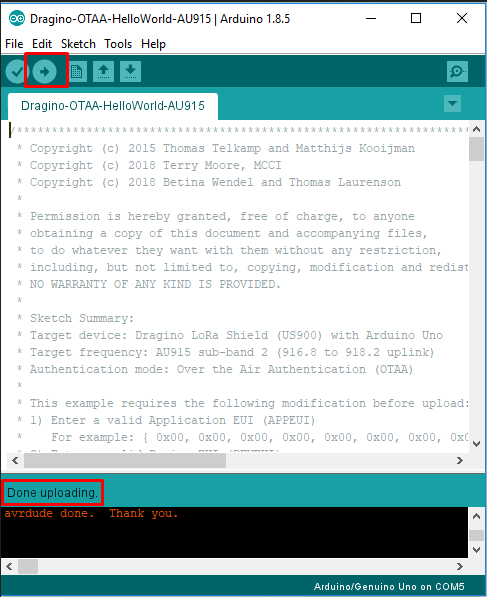 Dragino-OTAA-HelloWorld-AU915 | Arduino 1.8.5
File Edit Sketch Tools Help
Dragino-OTAA-HelloWorld-AU915
/*******************************************************************
* Copyright (c) 2015 Thomas Telkamp and Matthijs Kooijman
* Copyright (c) 2018 Terry Moore, MCCI
* Copyright (c) 2018 Betina Wendel and Thomas Laurenson
*
* Permission is hereby granted, free of charge, to anyone
* obtaining a copy of this document and accompanying files,
* to do whatever they want with them without any restriction,
* including, but not limited to, copying, modification and redist
* NO WARRANTY OF ANY KIND IS PROVIDED.
*
* Sketch Summary:
* Target device: Dragino LoRa Shield (US900) with Arduino Uno
* Target frequency: AU915 sub-band 2 (916.8 to 918.2 uplink)
* Authentication mode: Over the Air Authentication (OTAA)
*
* This example requires the following modification before upload:
* 1) Enter a valid Application EUI (APPEUI)
* For example: { 0x00, 0x00, 0x00, 0x00, 0x00, 0x00, 0x00, 0x0
Done uploading.
avrdude done. Thank you.
Arduino/Genuino Uno on COM5